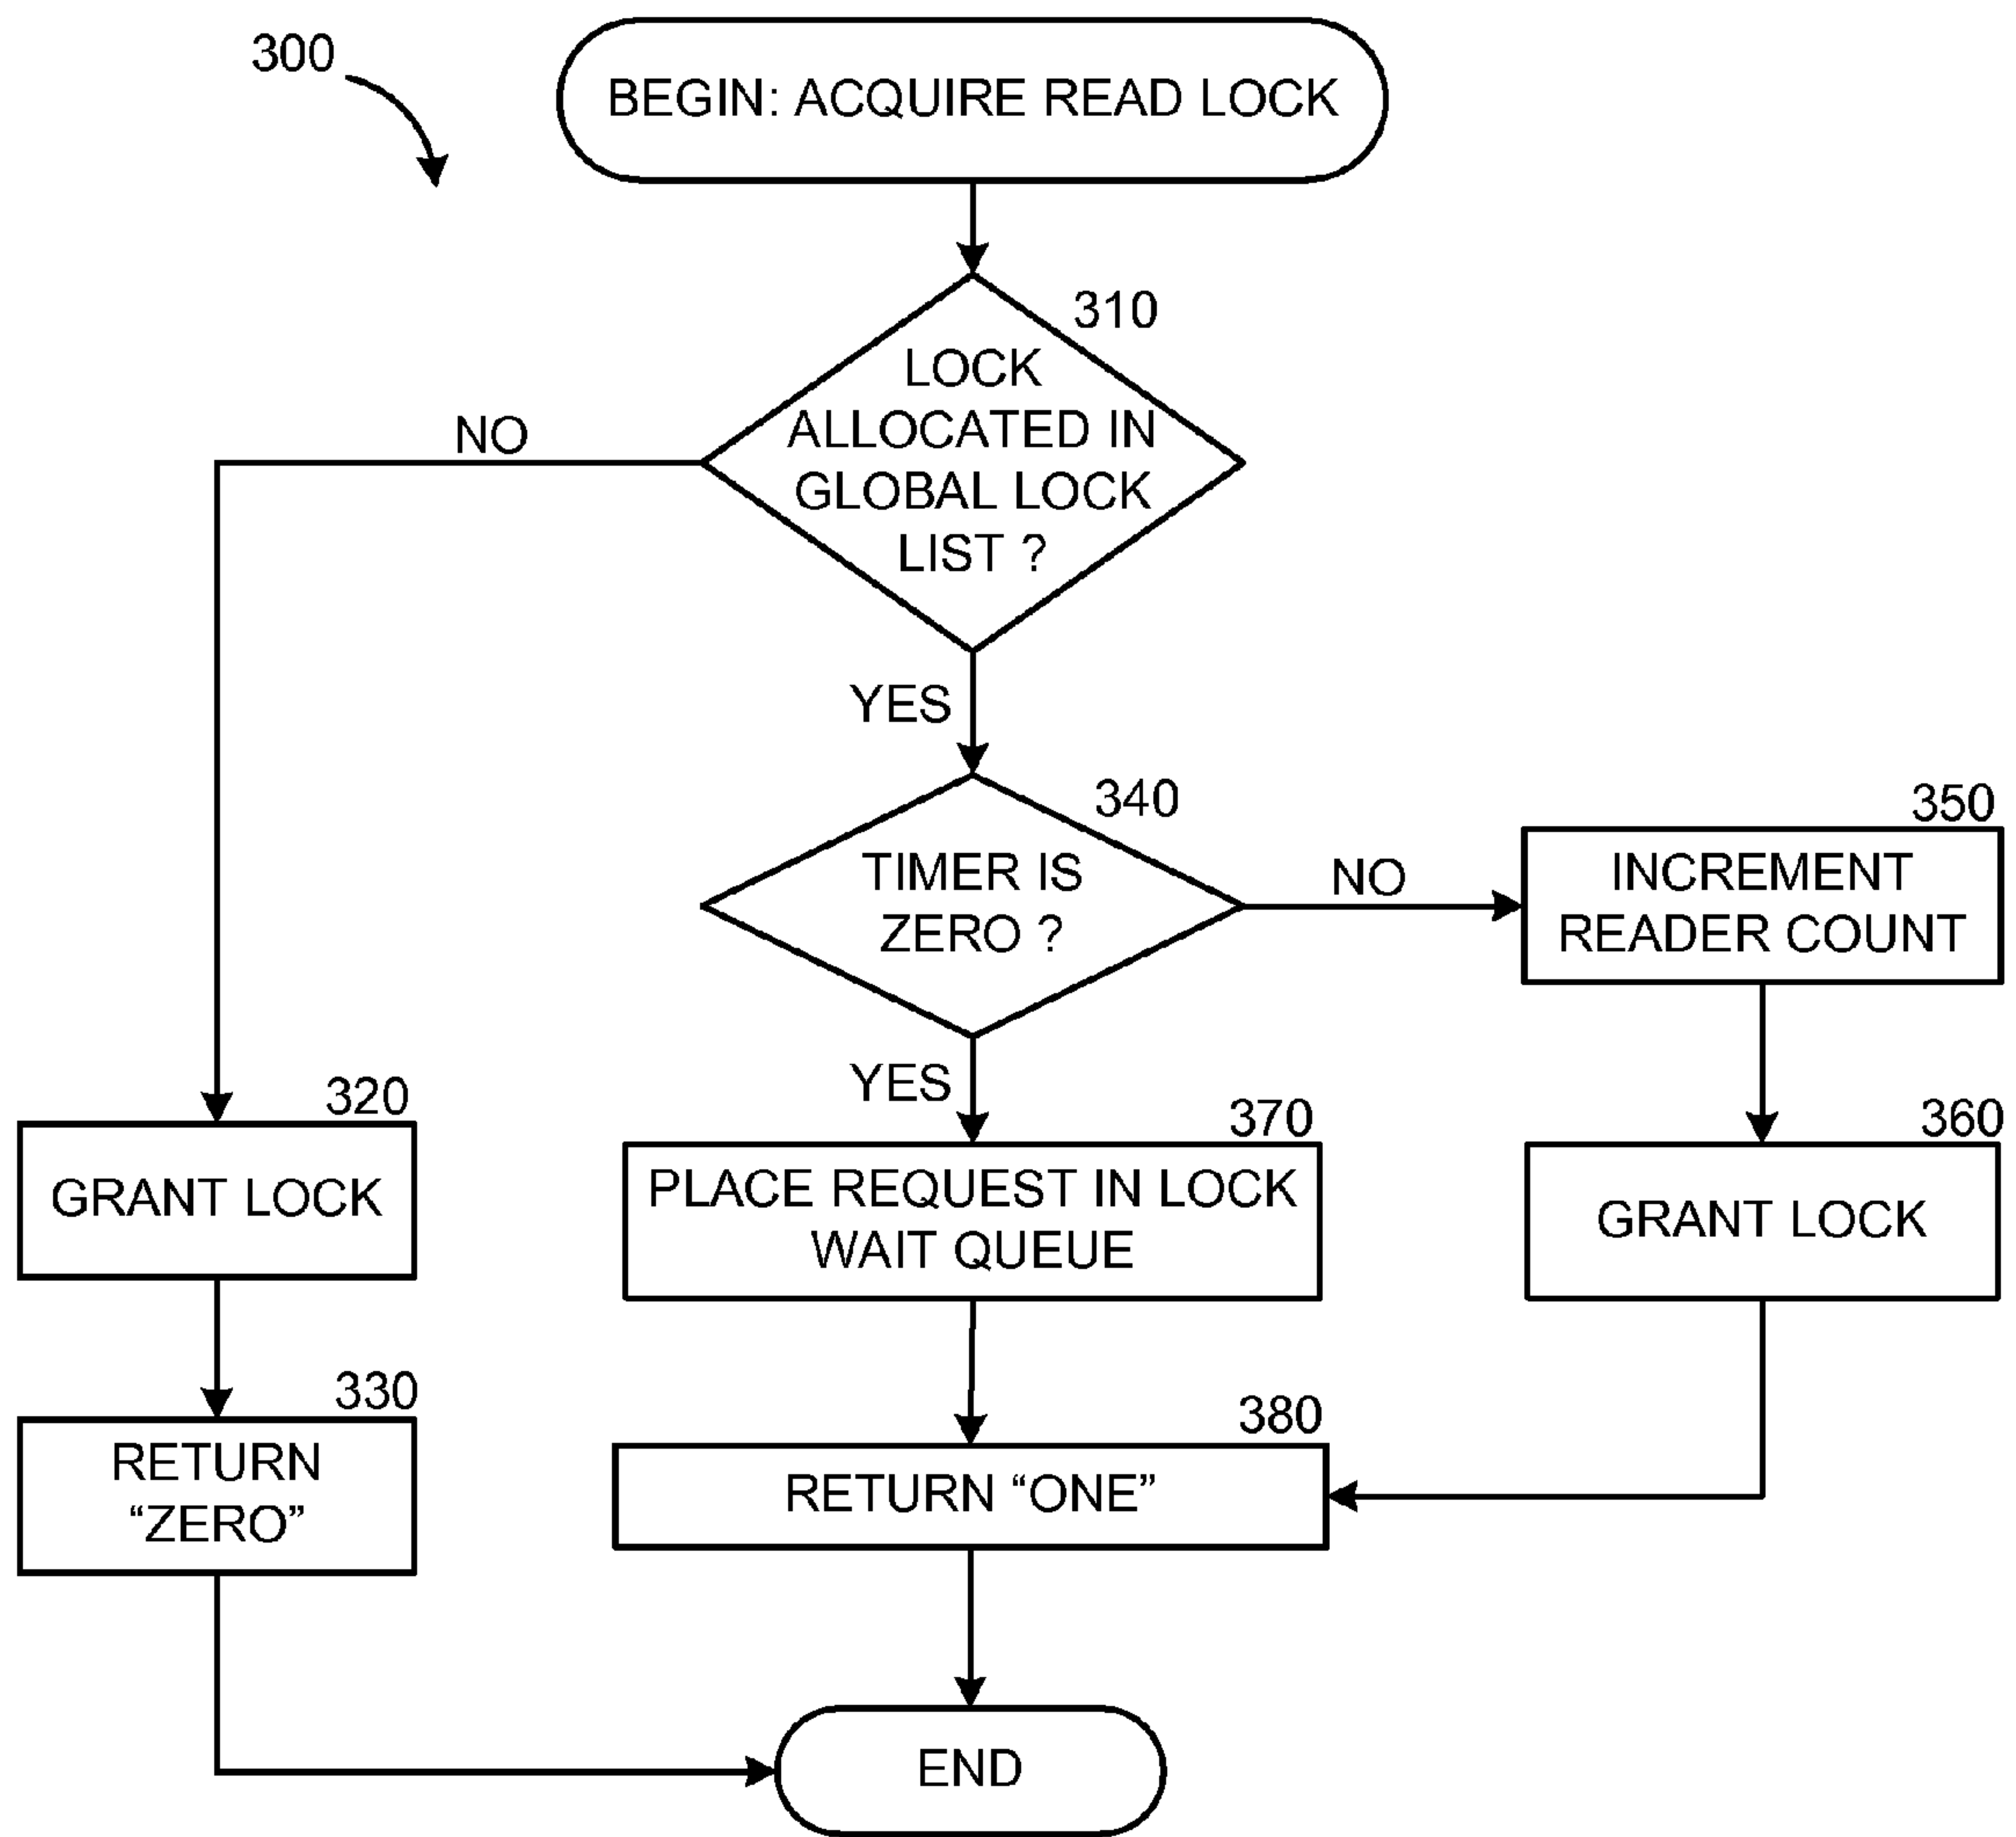 300
BEGIN: ACQUIRE READ LOCK
310
LOCK
ALLOCATED IN
GLOBAL LOCK
LIST ?
NO
YES
340
TIMER IS
ZERO ?
NO
350
INCREMENT
READER COUNT
YES
320
GRANT LOCK
370
PLACE REQUEST IN LOCK
WAIT QUEUE
360
GRANT LOCK
330
RETURN
“ZERO”
380
RETURN “ONE”
END